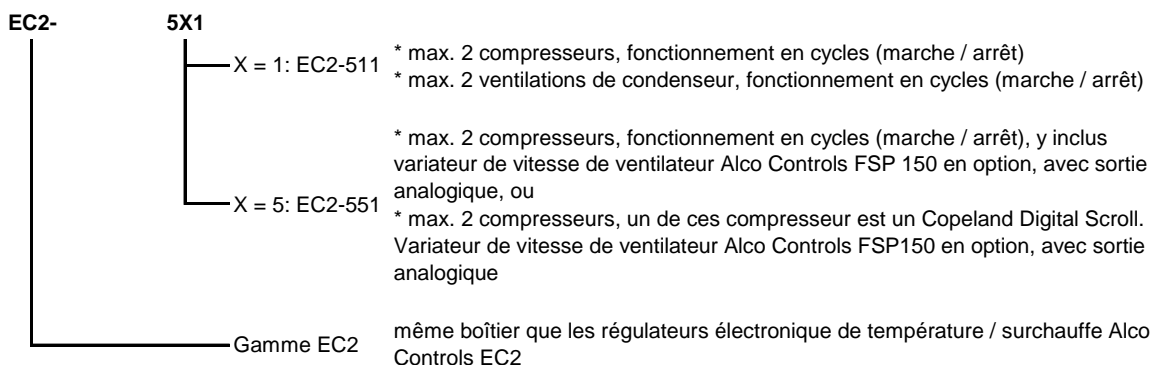 EC2- 5X1
X = 1: EC2-511
* max. 2 compresseurs, fonctionnement en cycles (marche / arrêt)
* max. 2 ventilations de condenseur, fonctionnement en cycles (marche / arrêt)
X = 5: EC2-551
* max. 2 compresseurs, fonctionnement en cycles (marche / arrêt), y inclus
variateur de vitesse de ventilateur Alco Controls FSP 150 en option, avec sortie
analogique, ou
* max. 2 compresseurs, un de ces compresseur est un Copeland Digital Scroll.
Variateur de vitesse de ventilateur Alco Controls FSP150 en option, avec sortie
analogique
Gamme EC2
même boîtier que les régulateurs électronique de température / surchauffe Alco
Controls EC2